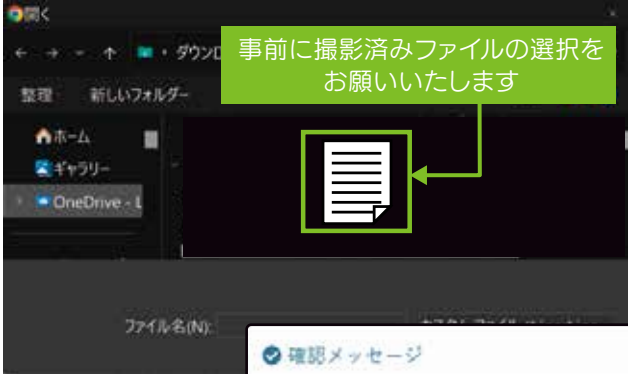 開く
ダウン
事前に撮影済みファイルの選択を
お願いいたします
整理
新しいフォルダー
ホーム
ギャラリー
OneDrive - L
ファイル名(N):
確認メッセージ